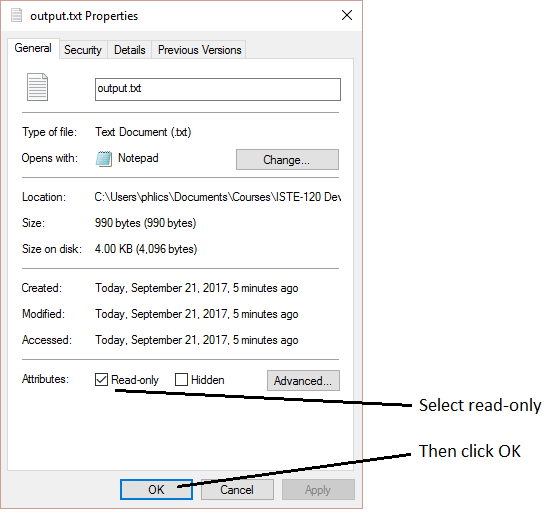 output.txt Properties
General Security Details Previous Versions
output.txt
Type of file: Text Document (.txt)
Opens with: Notepad Change...
Location: C:\Users\phlics\Documents\Courses\ISTE-120 Dev
Size: 990 bytes (990 bytes)
Size on disk: 4.00 KB (4,096 bytes)
Created: Today, September 21, 2017, 5 minutes ago
Modified: Today, September 21, 2017, 5 minutes ago
Accessed: Today, September 21, 2017, 5 minutes ago
Attributes: Read-only Hidden Advanced...
Select read-only
Then click OK
OK Cancel Apply